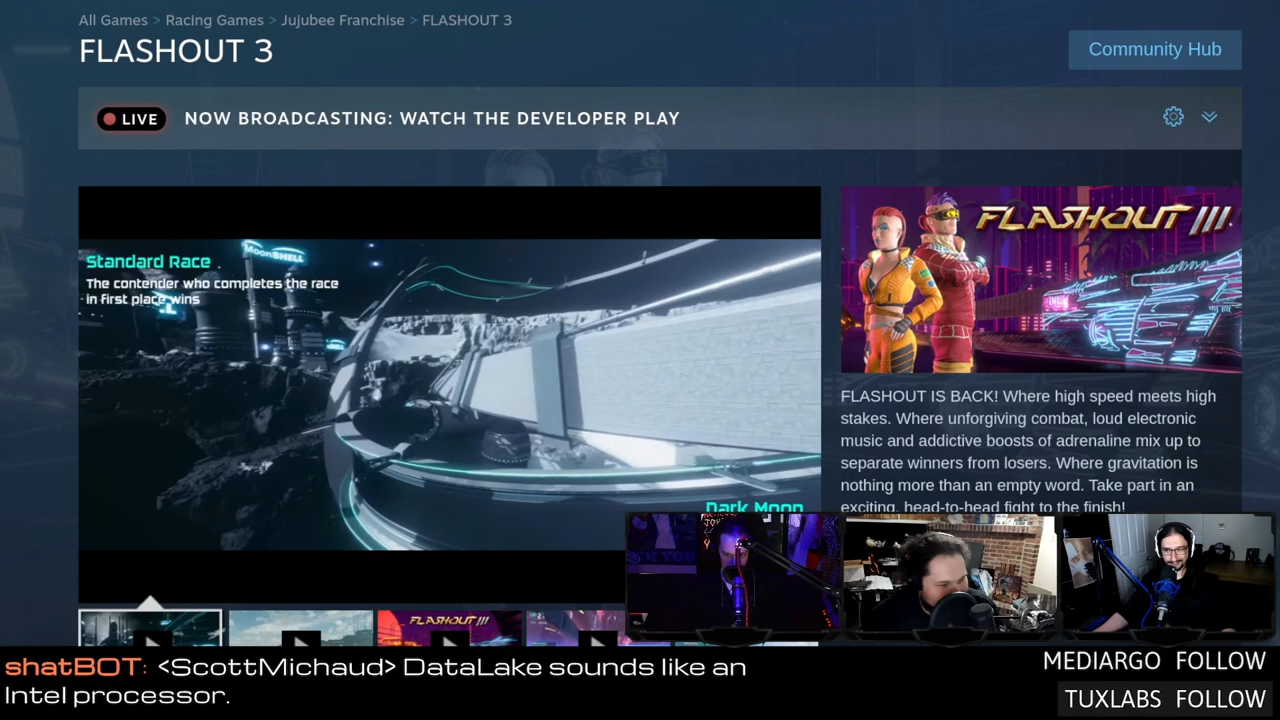 All Games > Racing Games > Jujubee Franchise > FLASHOUT 3
FLASHOUT 3
Community Hub
LIVE
NOW BROADCASTING: WATCH THE DEVELOPER PLAY
Standard Race
The contender who completes the race
in first place wins
MoonSHELL
Dark Moon
FLASHOUT III
FLASHOUT IS BACK! Where high speed meets high
stakes. Where unforgiving combat, loud electronic
music and addictive boosts of adrenaline mix up to
separate winners from losers. Where gravitation is
nothing more than an empty word. Take part in an
exciting, head-to-head fight to the finish!
FLASHOUT III
shatBOT: <ScottMichaud> DataLake sounds like an
Intel processor.
MEDIARGO FOLLOW
TUXLABS FOLLOW